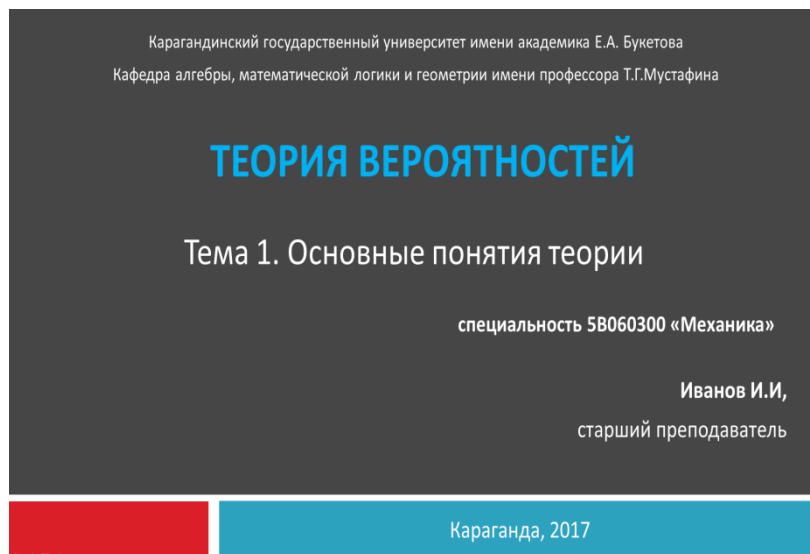 Карагандинский государственный университет имени академика Е.А. Букетова
Кафедра алгебры, математической логики и геометрии имени профессора Т.Г.Мустафина
ТЕОРИЯ ВЕРОЯТНОСТЕЙ
Тема 1. Основные понятия теории
специальность 5В060300 «Механика»
Иванов И.И,
старший преподаватель
Караганда, 2017